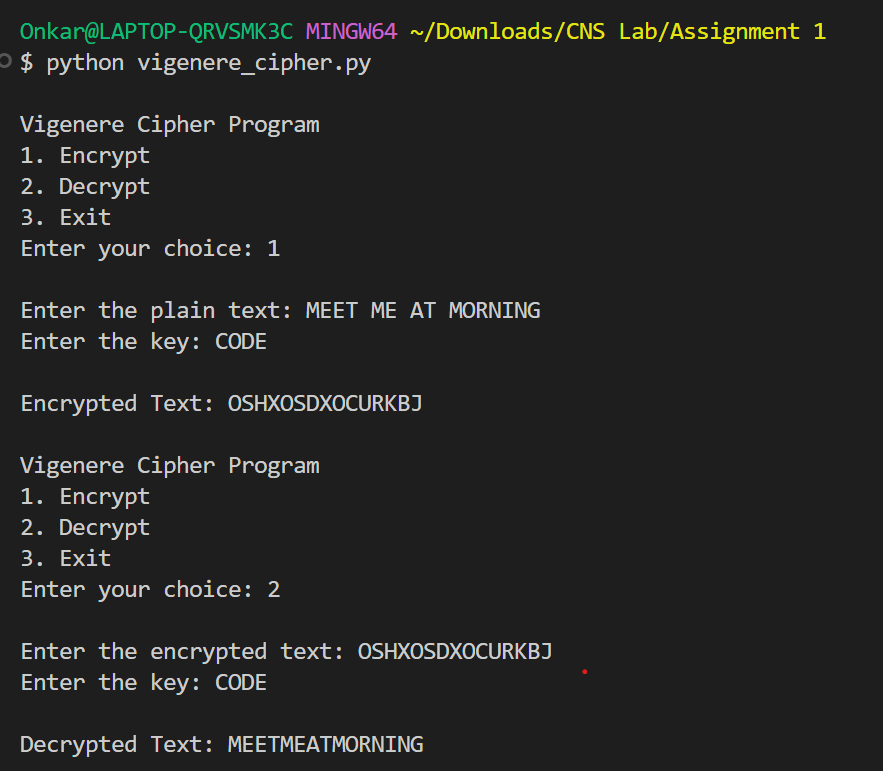 Onkar@LAPTOP-QRVSMK3C MINGW64 ~/Downloads/CNS Lab/Assignment 1
$ python vigenere_cipher.py
Vigenere Cipher Program
1. Encrypt
2. Decrypt
3. Exit
Enter your choice: 1
Enter the plain text: MEET ME AT MORNING
Enter the key: CODE
Encrypted Text: OSHXOSDXOCURKBJ
Vigenere Cipher Program
1. Encrypt
2. Decrypt
3. Exit
Enter your choice: 2
Enter the encrypted text: OSHXOSDXOCURKBJ
Enter the key: CODE
Decrypted Text: MEETMEATMORNING